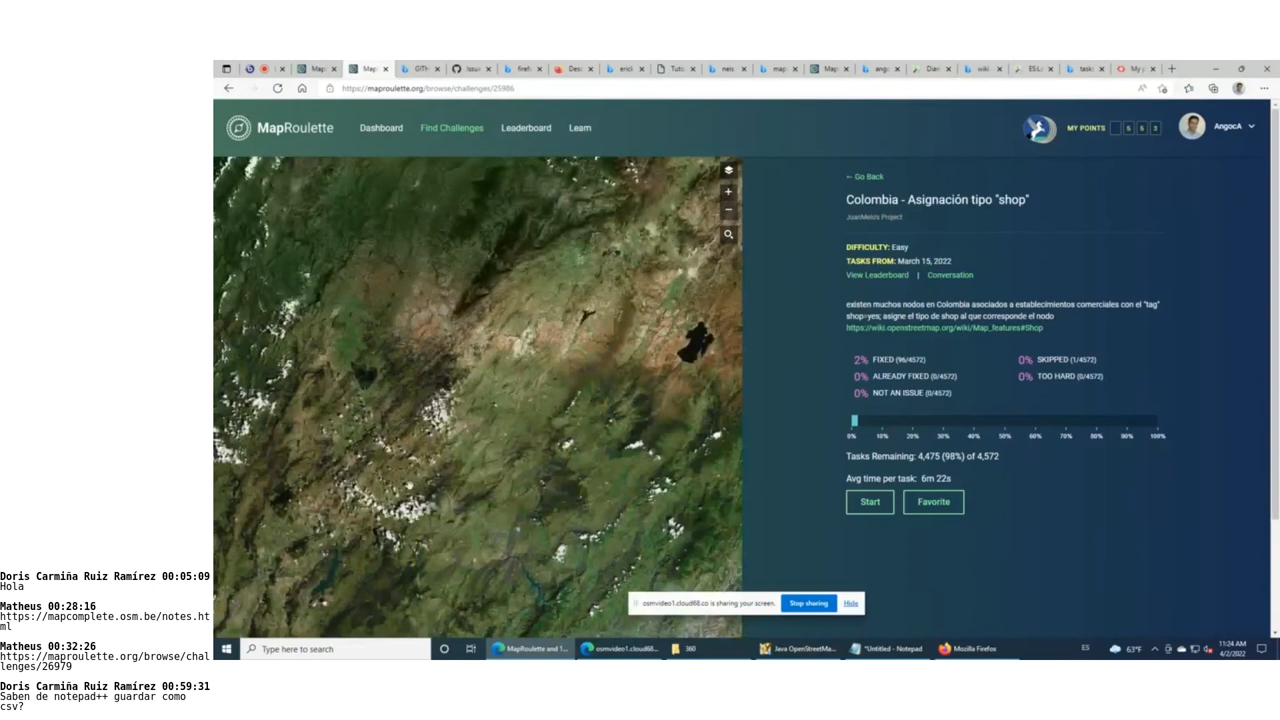 https://maproulette.org/browse/challenges/25986
MapRoulette
Dashboard
Find Challenges
Leaderboard
Learn
MY POINTS
5 5 3
AngocA
← Go Back
Colombia - Asignación tipo "shop"
JuanMelo's Project
DIFFICULTY: Easy
TASKS FROM: March 15, 2022
View Leaderboard | Conversation
existen muchos nodos en Colombia asociados a establecimientos comerciales con el "tag"
shop=yes; asigne el tipo de shop al que corresponde el nodo
https://wiki.openstreetmap.org/wiki/Map_features#Shop
2% FIXED (96/4572)
0% SKIPPED (1/4572)
0% ALREADY FIXED (0/4572)
0% TOO HARD (0/4572)
0% NOT AN ISSUE (0/4572)
0% 10% 20% 30% 40% 50% 60% 70% 80% 90% 100%
Tasks Remaining: 4,475 (98%) of 4,572
Avg time per task: 6m 22s
Start
Favorite
osmvideo1.cloud68.co is sharing your screen.
Stop sharing
Hide
Type here to search
MapRoulette and 1...
osmvideo1.cloud68...
360
Java OpenStreetMa...
*Untitled - Notepad
Mozilla Firefox
ES
63°F
11:24 AM
4/2/2022
Doris Carmiña Ruiz Ramírez 00:05:09
Hola
Matheus 00:28:16
https://mapcomplete.osm.be/notes.ht
ml
Matheus 00:32:26
https://maproulette.org/browse/chal
lenges/26979
Doris Carmiña Ruiz Ramírez 00:59:31
Saben de notepad++ guardar como
csv?